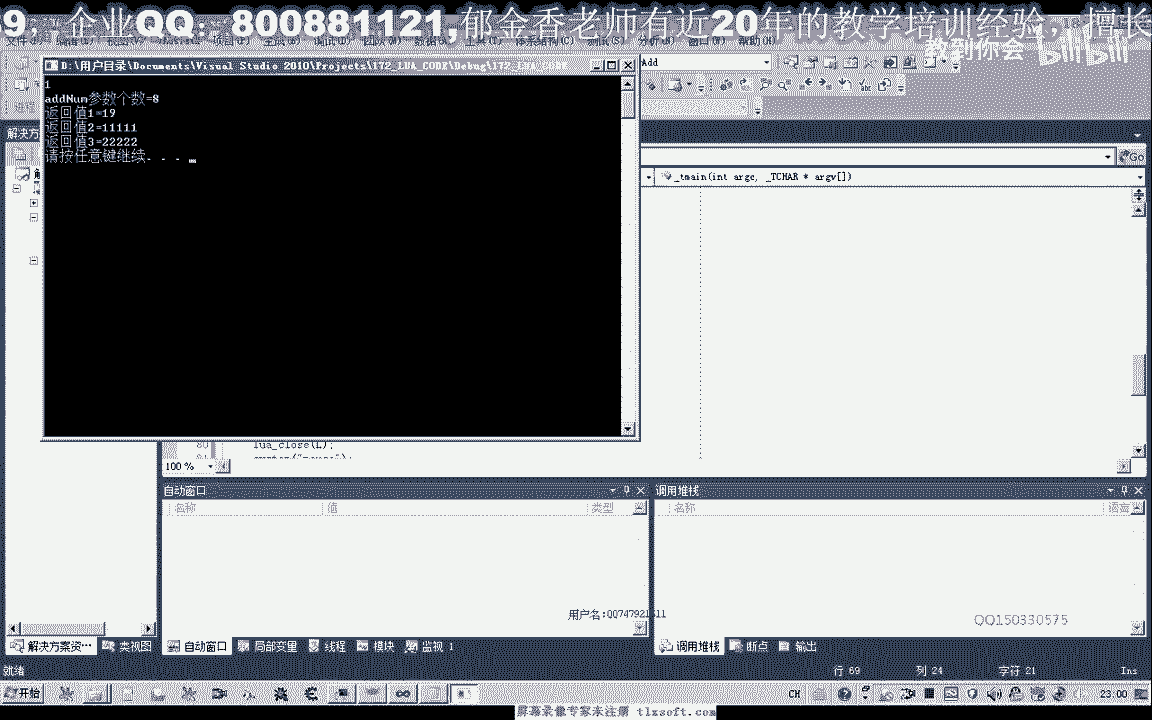 9，企业QQ：800881121,郁金香老师有近20年的教学培训经验，擅长
教到你会 bilibili
D:\用户目录\Documents\Visual Studio 2010\Projects\172_LUA_CODE\Debug\172_LUA_CODE
Add
1
addNum参数个数=8
返回值1=19
返回值2=11111
返回值3=22222
请按任意键继续. . .
解决方
Go
_tmain(int argc, _TCHAR * argv[])
80 lua_close(L);
100 %
自动窗口
名称 值 类型
调用堆栈
名称 语言
QQ150330575
解决方案资… 类视图
自动窗口 局部变量 线程 模块 监视 1
调用堆栈 断点 输出
就绪 行 69 列 24 字符 21 Ins
开始 CH 23:00
屏幕录像专家未注册 tlxsoft.com